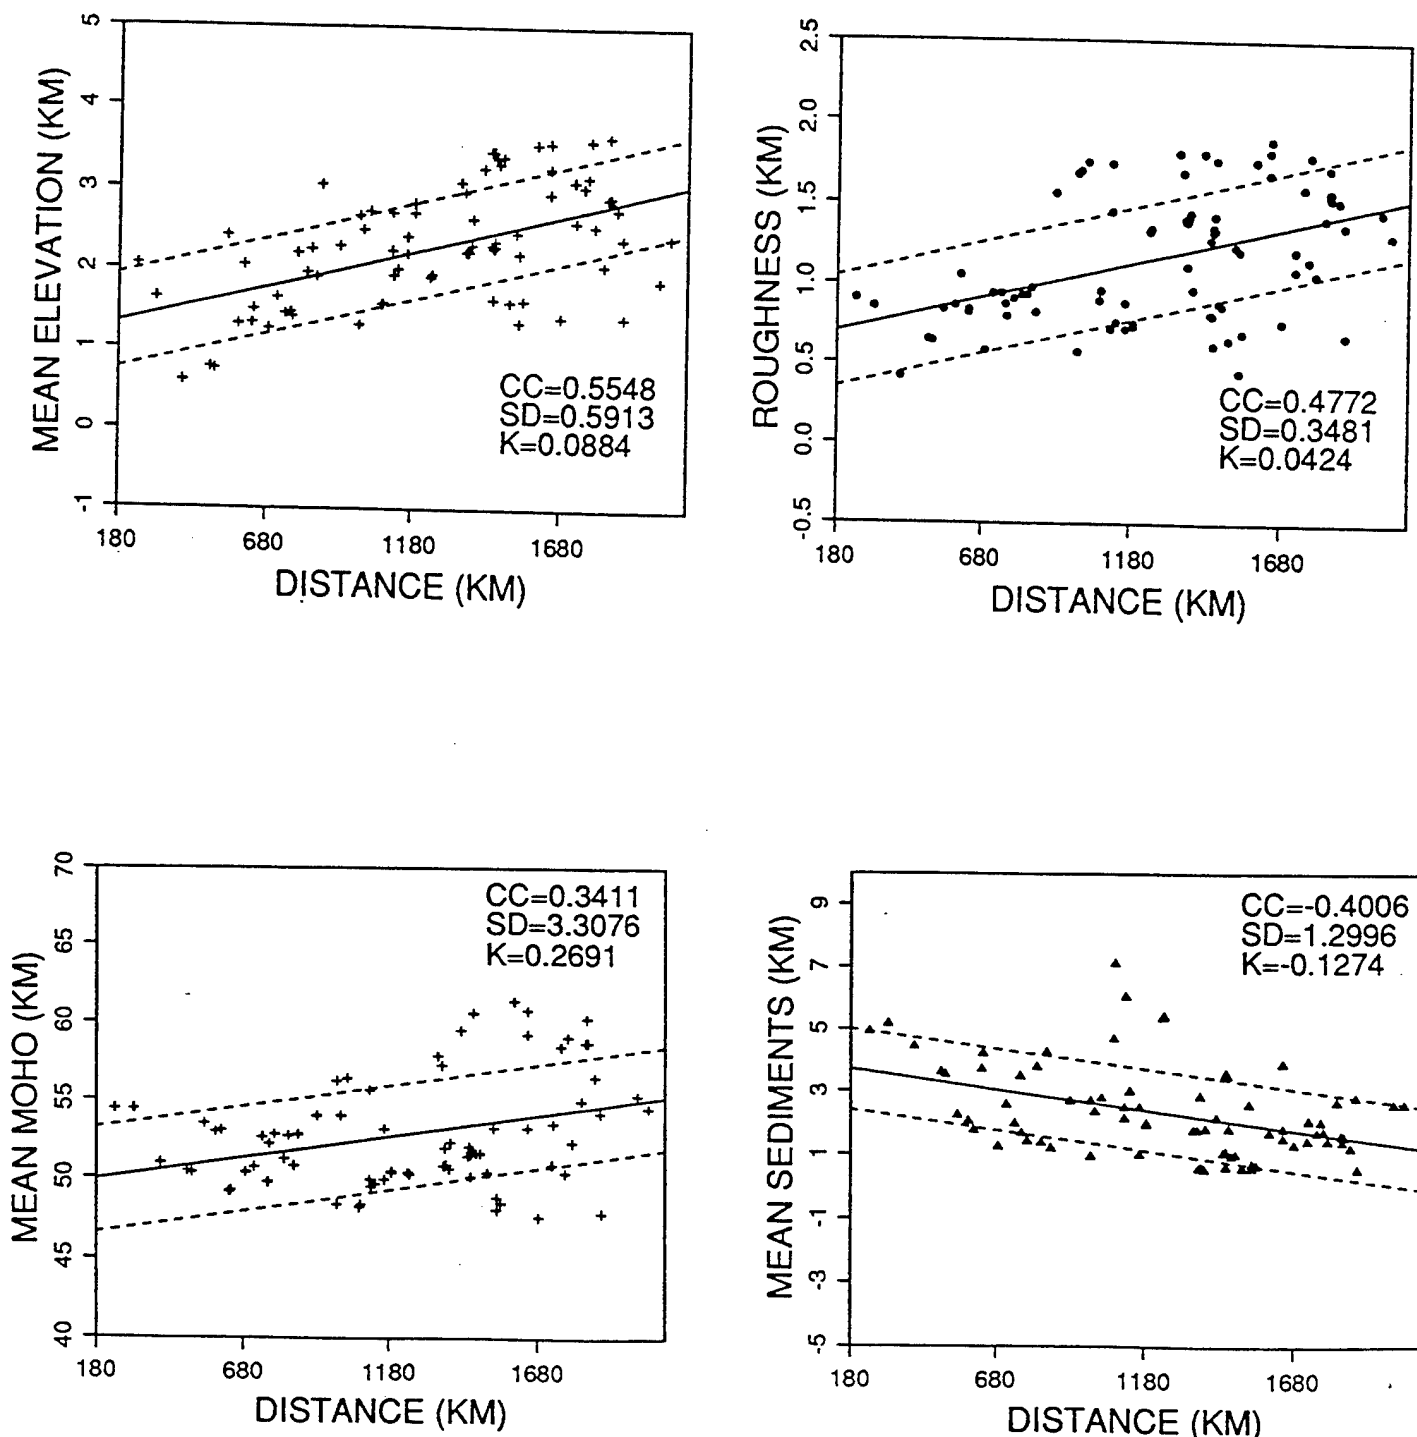 MEAN ELEVATION (KM)
5
4
3
2
1
0
-1
CC=0.5548
SD=0.5913
K=0.0884
180 680 1180 1680
DISTANCE (KM)
ROUGHNESS (KM)
2.5
2.0
1.5
1.0
0.5
0.0
-0.5
CC=0.4772
SD=0.3481
K=0.0424
180 680 1180 1680
DISTANCE (KM)
MEAN MOHO (KM)
70
65
60
55
50
45
40
CC=0.3411
SD=3.3076
K=0.2691
180 680 1180 1680
DISTANCE (KM)
MEAN SEDIMENTS (KM)
9
7
5
3
1
-1
-3
-5
CC=-0.4006
SD=1.2996
K=-0.1274
180 680 1180 1680
DISTANCE (KM)